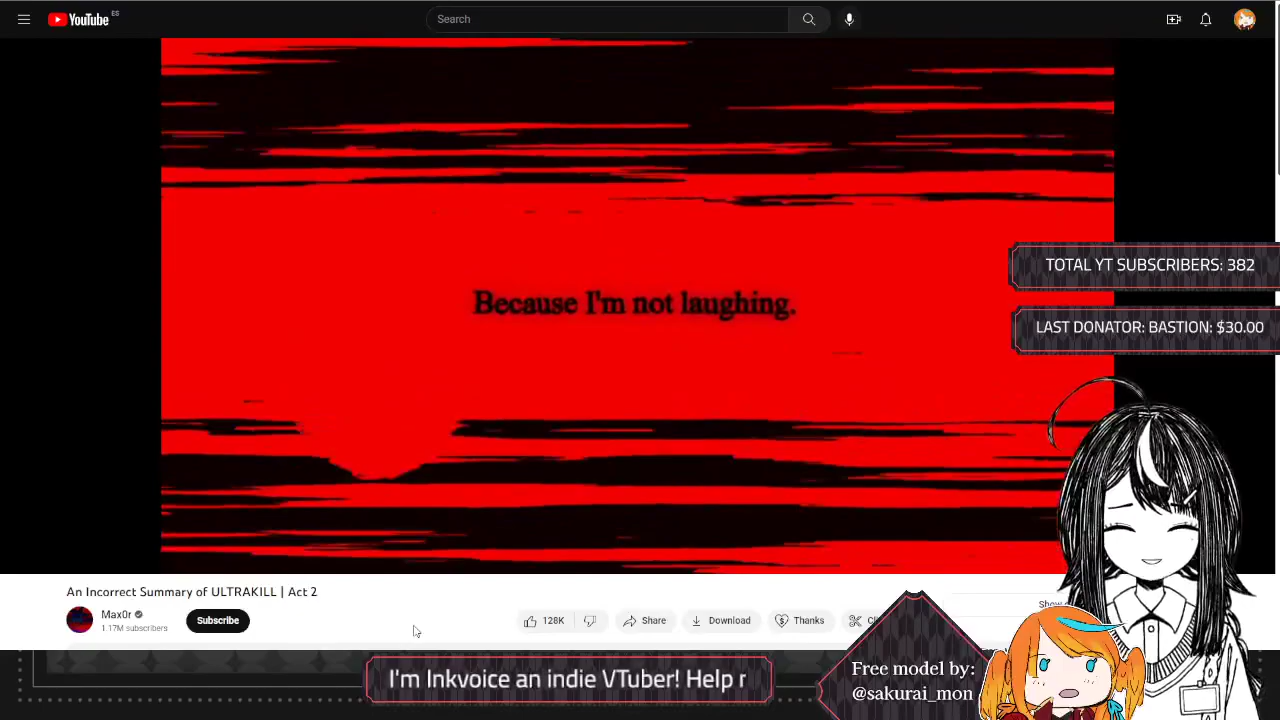 YouTube ES
Search
Because I'm not laughing.
TOTAL YT SUBSCRIBERS: 382
LAST DONATOR: BASTION: $30.00
An Incorrect Summary of ULTRAKILL | Act 2
Max0r
1.17M subscribers
Subscribe
128K
Share
Download
Thanks
Show
I'm Inkvoice an indie VTuber! Help
Free model by:
@sakurai_mon